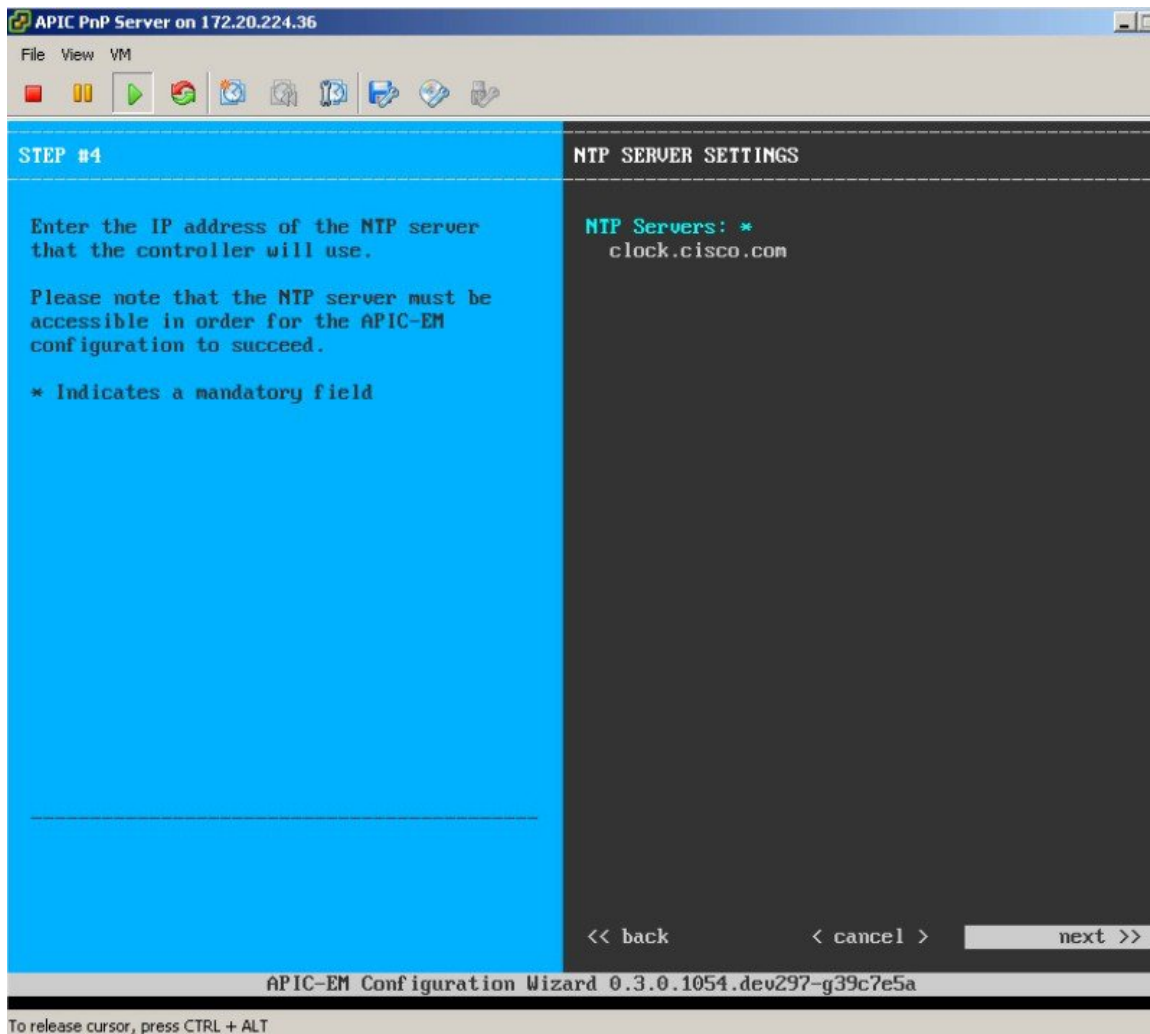 APIC PnP Server on 172.20.224.36
File View VM
STEP #4
Enter the IP address of the NTP server
that the controller will use.
Please note that the NTP server must be
accessible in order for the APIC-EM
configuration to succeed.
* Indicates a mandatory field
NTP SERVER SETTINGS
NTP Servers: *
clock.cisco.com
<< back < cancel > next >>
APIC-EM Configuration Wizard 0.3.0.1054.dev297-g39c7e5a
To release cursor, press CTRL + ALT